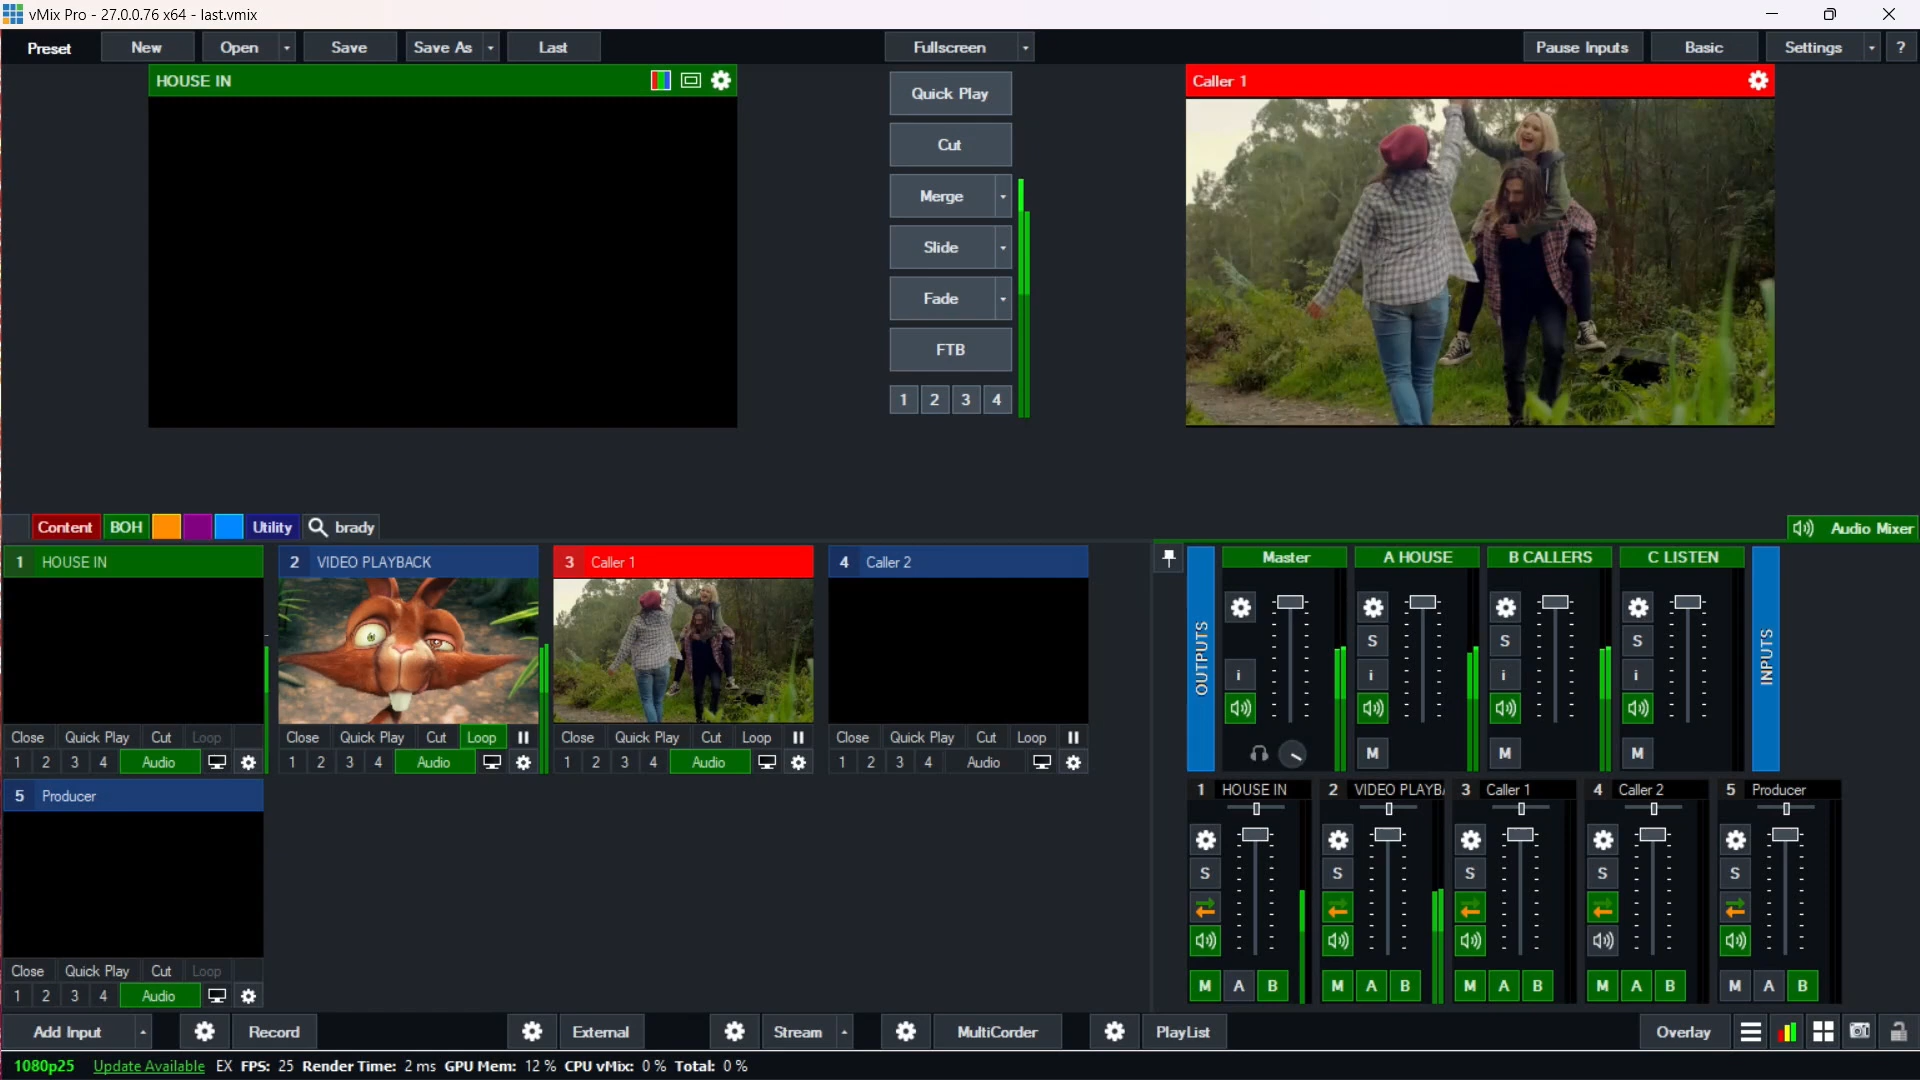 vMix Pro - 27.0.0.76 x64 - last.vmix
Preset New Open Save Save As Last Fullscreen Pause Inputs Basic Settings ?
HOUSE IN
Quick Play
Cut
Merge
Slide
Fade
FTB
1 2 3 4
Caller 1
Content BOH Utility brady
Audio Mixer
1 HOUSE IN
Close Quick Play Cut Loop
1 2 3 4 Audio
2 VIDEO PLAYBACK
Close Quick Play Cut Loop
1 2 3 4 Audio
3 Caller 1
Close Quick Play Cut Loop
1 2 3 4 Audio
4 Caller 2
Close Quick Play Cut Loop
1 2 3 4 Audio
5 Producer
Close Quick Play Cut Loop
1 2 3 4 Audio
OUTPUTS
Master A HOUSE B CALLERS C LISTEN
S S S
i i i i
M M M
INPUTS
1 HOUSE IN 2 VIDEO PLAYBA 3 Caller 1 4 Caller 2 5 Producer
S S S S S
M A B M A B M A B M A B M A B
Add Input Record External Stream MultiCorder PlayList Overlay
1080p25 Update Available EX FPS: 25 Render Time: 2 ms GPU Mem: 12 % CPU vMix: 0 % Total: 0 %